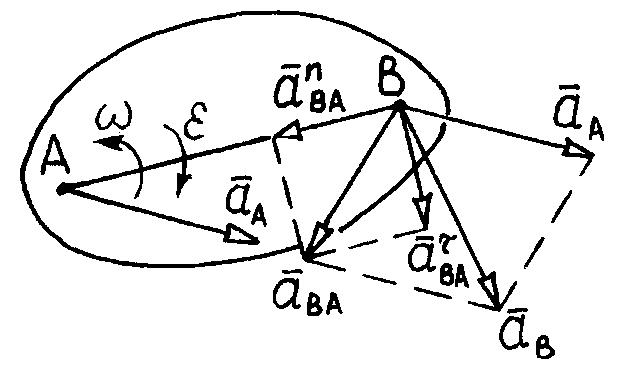 ā ⁿ_BA
B
ā_A
ω
ε
A
ā_A
ā_BA
ā^τ_BA
ā_B